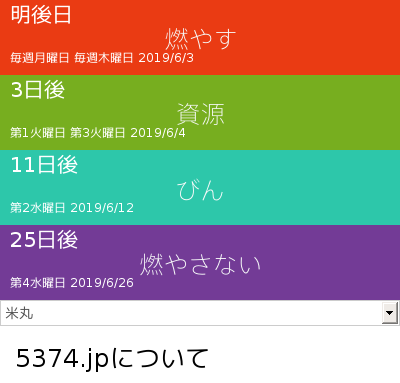 明後日
燃やす
毎週月曜日 毎週木曜日 2019/6/3
3日後
資源
第1火曜日 第3火曜日 2019/6/4
11日後
びん
第2水曜日 2019/6/12
25日後
燃やさない
第4水曜日 2019/6/26
米丸
5374.jpについて